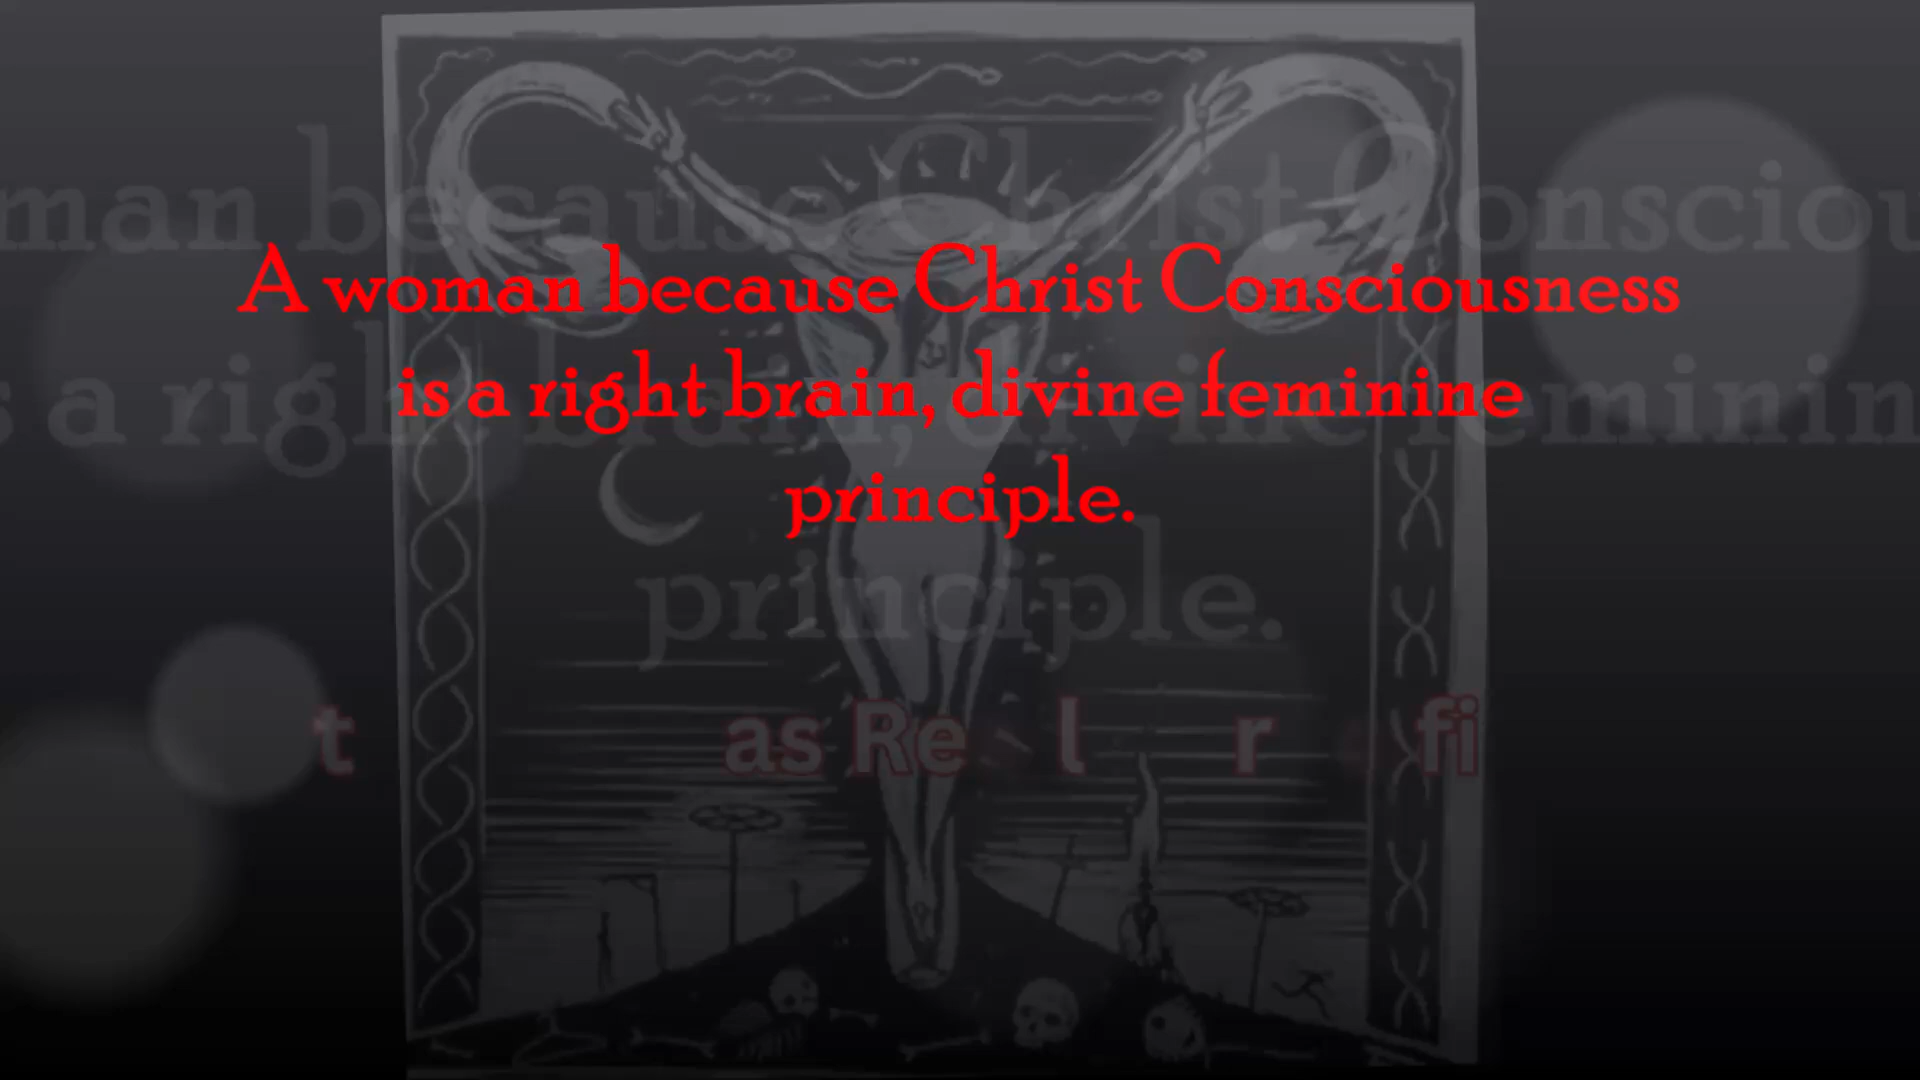 A woman because Christ Consciousness
is a right brain, divine feminine
principle.